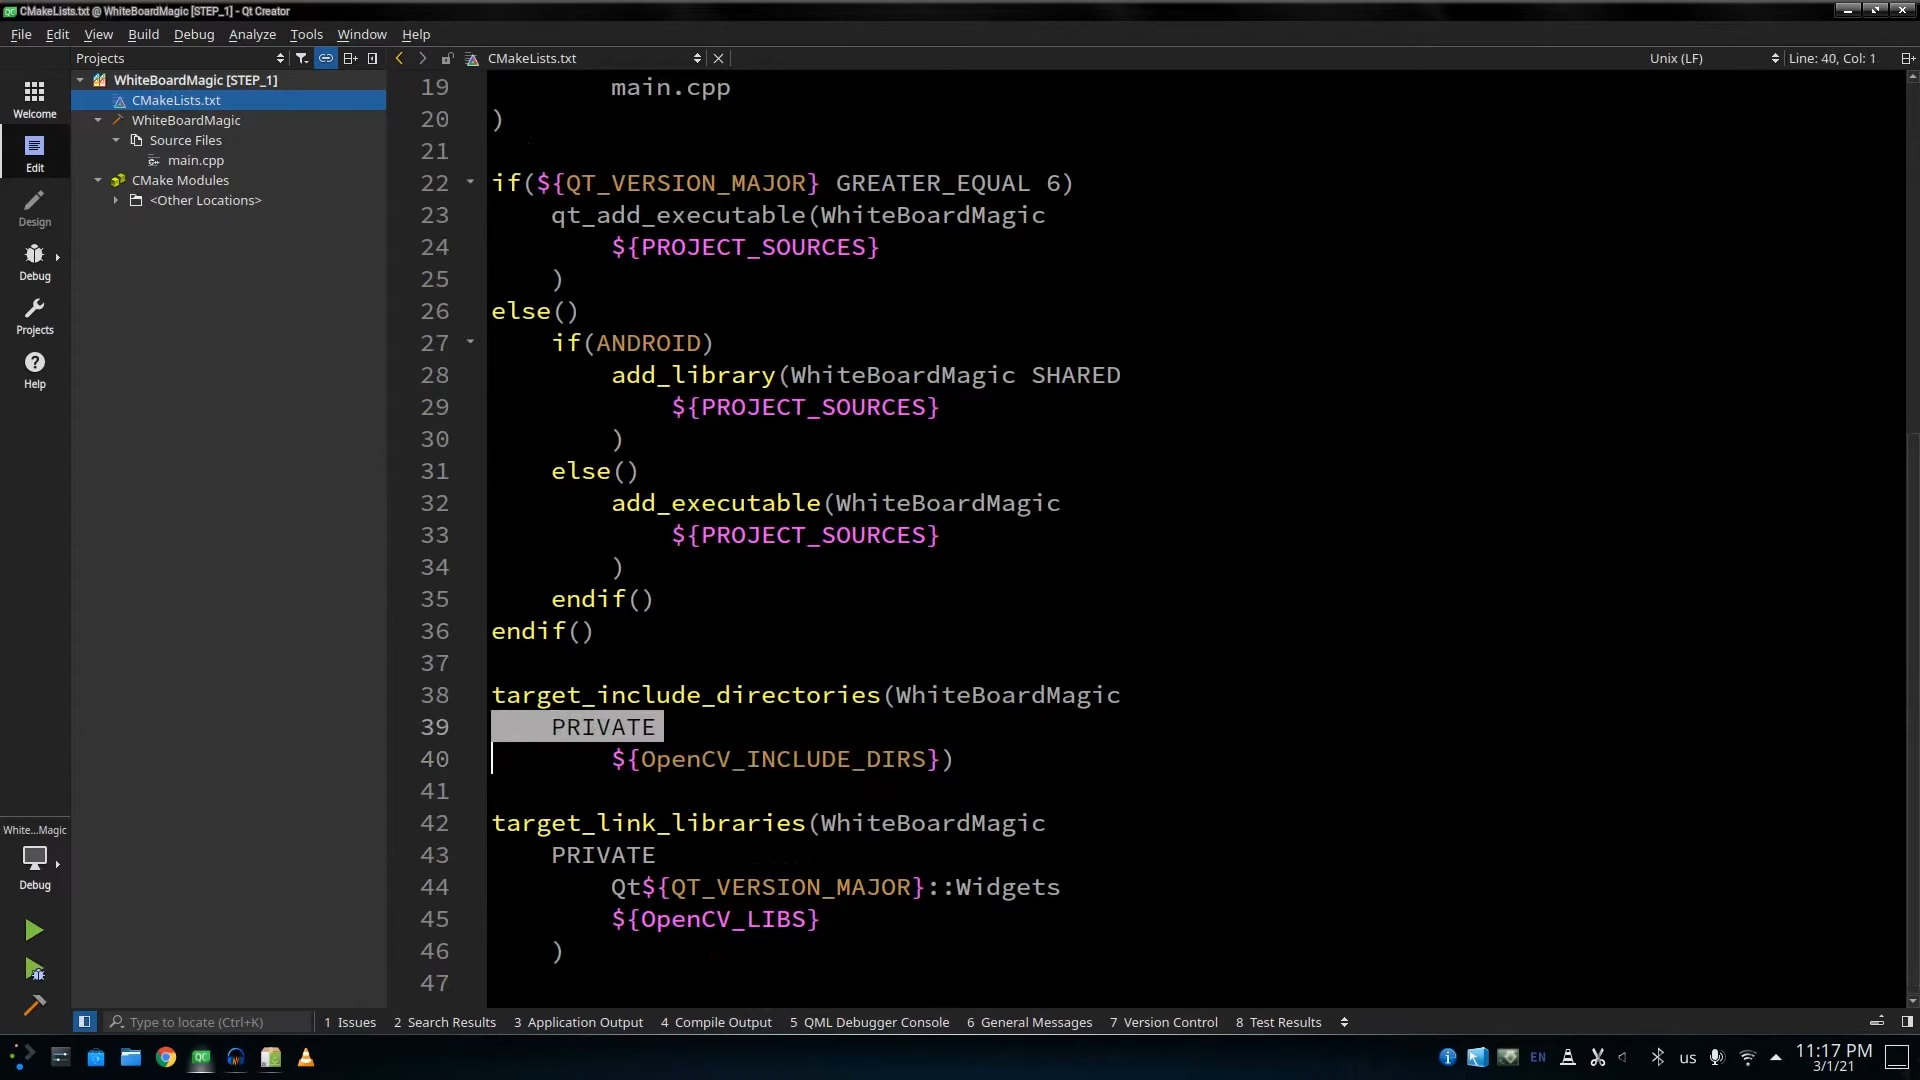 CMakeLists.txt @ WhiteBoardMagic [STEP_1] - Qt Creator
File Edit View Build Debug Analyze Tools Window Help
Projects
CMakeLists.txt
Unix (LF)
Line: 40, Col: 1
Welcome
Edit
Design
Debug
Projects
Help
White...Magic
Debug
WhiteBoardMagic [STEP_1]
CMakeLists.txt
WhiteBoardMagic
Source Files
main.cpp
CMake Modules
<Other Locations>
19 main.cpp
20 )
21
22 if(${QT_VERSION_MAJOR} GREATER_EQUAL 6)
23 qt_add_executable(WhiteBoardMagic
24 ${PROJECT_SOURCES}
25 )
26 else()
27 if(ANDROID)
28 add_library(WhiteBoardMagic SHARED
29 ${PROJECT_SOURCES}
30 )
31 else()
32 add_executable(WhiteBoardMagic
33 ${PROJECT_SOURCES}
34 )
35 endif()
36 endif()
37
38 target_include_directories(WhiteBoardMagic
39 PRIVATE
40 ${OpenCV_INCLUDE_DIRS})
41
42 target_link_libraries(WhiteBoardMagic
43 PRIVATE
44 Qt${QT_VERSION_MAJOR}::Widgets
45 ${OpenCV_LIBS}
46 )
47
Type to locate (Ctrl+K)
1 Issues 2 Search Results 3 Application Output 4 Compile Output 5 QML Debugger Console 6 General Messages 7 Version Control 8 Test Results
EN
us
11:17 PM
3/1/21